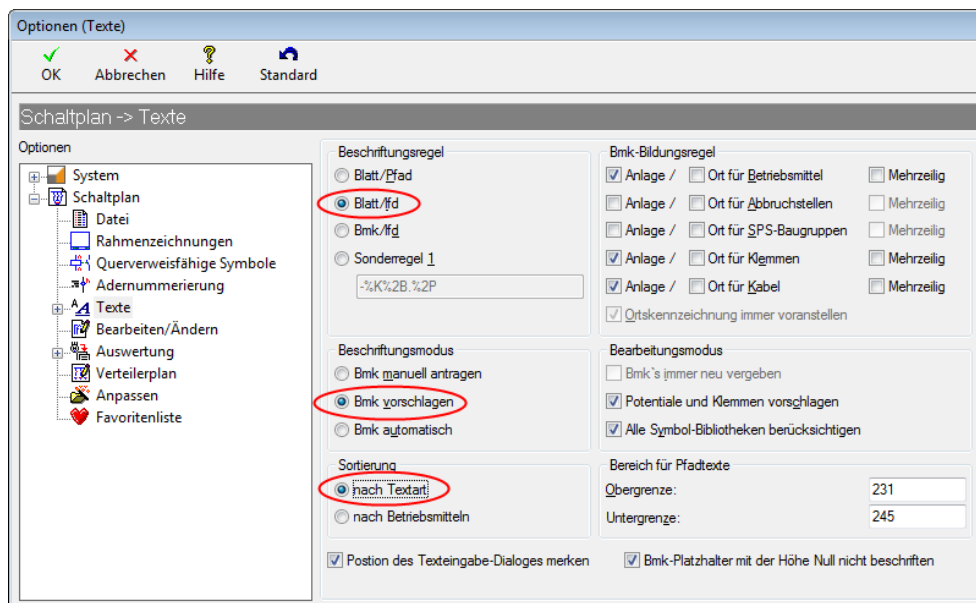 Optionen (Texte)
OK Abbrechen Hilfe Standard
Schaltplan -> Texte
Optionen
System
Schaltplan
Datei
Rahmenzeichnungen
Querverweisfähige Symbole
Adernummerierung
Texte
Bearbeiten/Ändern
Auswertung
Verteilerplan
Anpassen
Favoritenliste
Beschriftungsregel
Blatt/Pfad
Blatt/lfd
Bmk/lfd
Sonderregel 1
-%K%2B.%2P
Bmk-Bildungsregel
Anlage / Ort für Betriebsmittel Mehrzeilig
Anlage / Ort für Abbruchstellen Mehrzeilig
Anlage / Ort für SPS-Baugruppen Mehrzeilig
Anlage / Ort für Klemmen Mehrzeilig
Anlage / Ort für Kabel Mehrzeilig
Ortskennzeichnung immer voranstellen
Beschriftungsmodus
Bmk manuell antragen
Bmk vorschlagen
Bmk automatisch
Bearbeitungsmodus
Bmk`s immer neu vergeben
Potentiale und Klemmen vorschlagen
Alle Symbol-Bibliotheken berücksichtigen
Sortierung
nach Textart
nach Betriebsmitteln
Bereich für Pfadtexte
Obergrenze: 231
Untergrenze: 245
Postion des Texteingabe-Dialoges merken
Bmk-Platzhalter mit der Höhe Null nicht beschriften